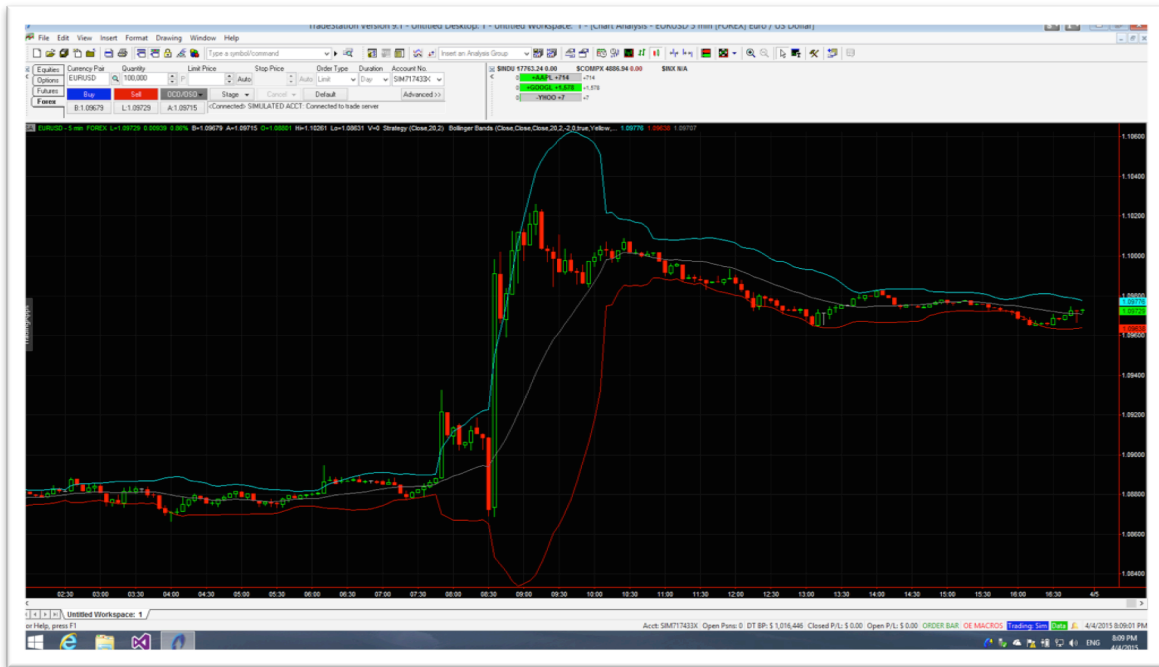 TradeStation Version 9.1 - Untitled Desktop: 1 - Untitled Workspace: 1 - [Chart Analysis - EURUSD 5 min [FOREX] Euro / US Dollar]
File Edit View Insert Format Drawing Window Help
Type a symbol/command
Insert an Analysis Group
Equities
Options
Futures
Forex
Currency Pair Quantity Limit Price Stop Price Order Type Duration Account No.
EURUSD 100,000 P Auto Auto Limit Day SIM717433X
Buy Sell OCO/OSO Stage Cancel Default Advanced>>
B:1.09679 L:1.09729 A:1.09715 <Connected> SIMULATED ACCT: Connected to trade server
$INDU 17763.24 0.00 $COMPX 4886.94 0.00 $INX N/A
0 +AAPL +714 +714
0 +GOOGL +1,578 +1,578
0 -YHOO +7 +7
EURUSD - 5 min FOREX L=1.09729 0.00939 0.86% B=1.09679 A=1.09715 O=1.08801 Hi=1.10261 Lo=1.08631 V=0 Strategy (Close,20,2) Bollinger Bands (Close,Close,Close,20,2,-2,0,true,Yellow,... 1.09776 1.09638 1.09707
1.10600
1.10400
1.10200
1.10000
1.09800
1.09776
1.09729
1.09638
1.09600
1.09400
1.09200
1.09000
1.08800
1.08600
1.08400
TradingApps
02:30 03:00 03:30 04:00 04:30 05:00 05:30 06:00 06:30 07:00 07:30 08:00 08:30 09:00 09:30 10:00 10:30 11:00 11:30 12:00 12:30 13:00 13:30 14:00 14:30 15:00 15:30 16:00 16:30 4/5
Untitled Workspace: 1
or Help, press F1
Acct: SIM717433X Open Psns: 0 DT BP: $ 1,016,446 Closed P/L: $ 0.00 Open P/L: $ 0.00 ORDER BAR OE MACROS Trading: Sim Data 4/4/2015 8:09:01 PM
ENG
8:09 PM
4/4/2015